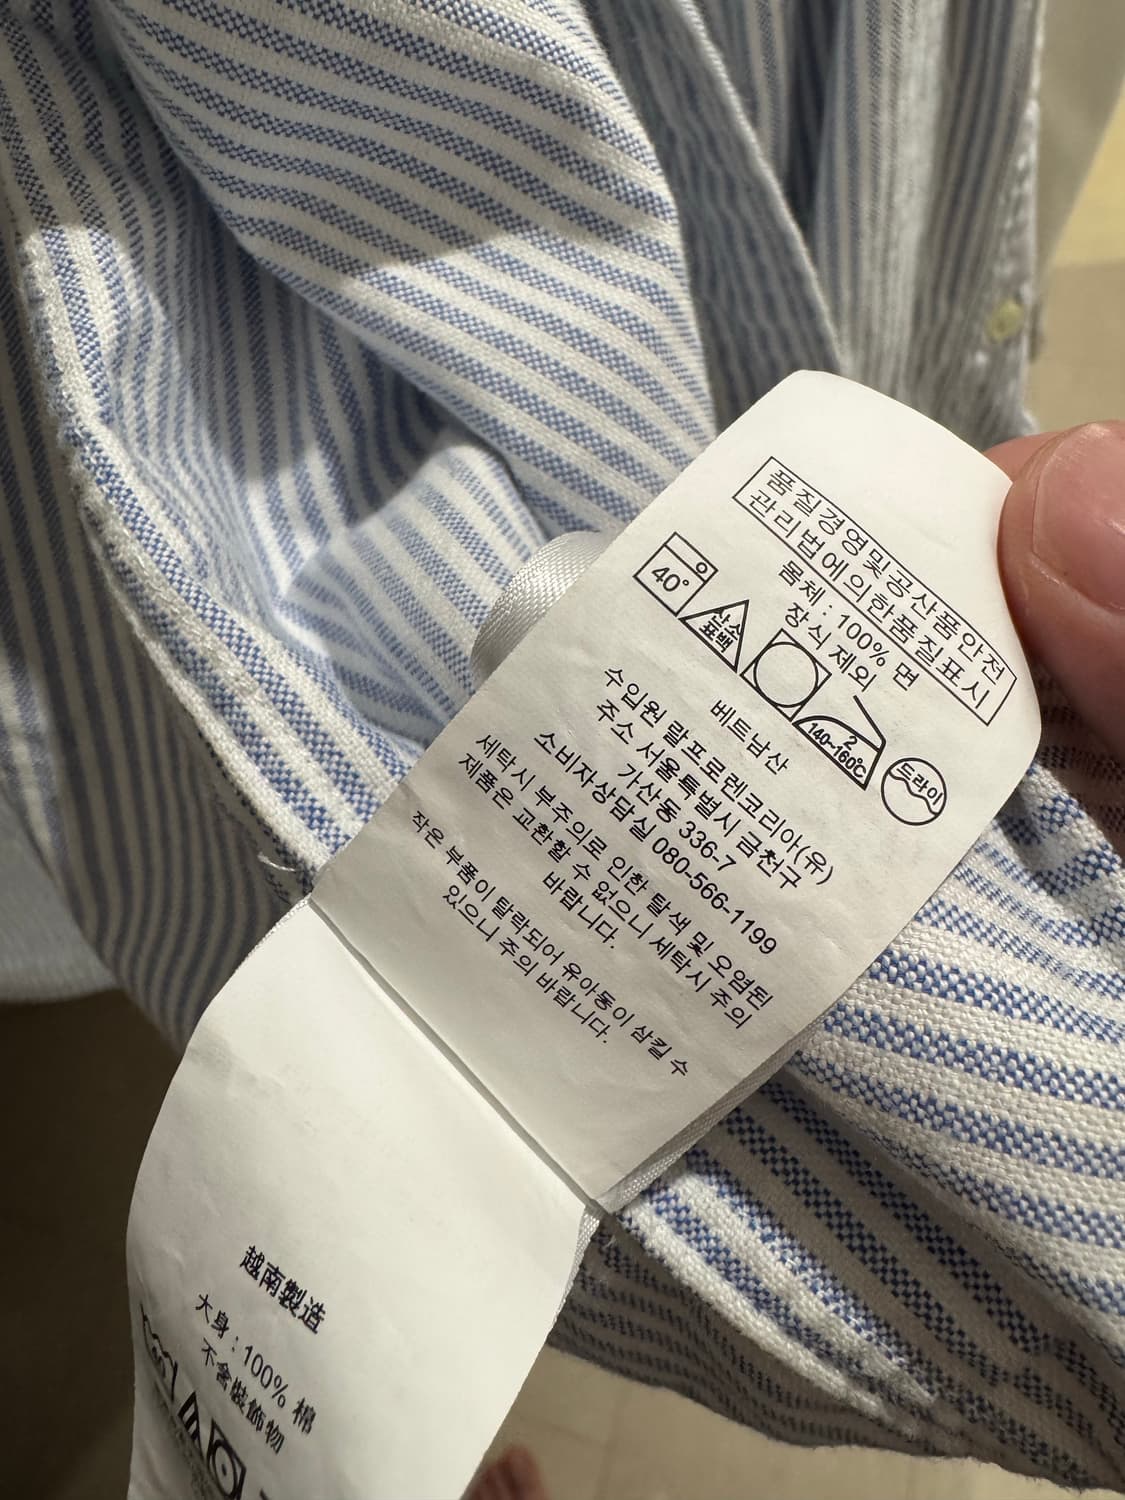 품질경영및공산품안전
관리법에의한품질표시
몸체 : 100% 면
장식 제외
40°
산소
표백
2
140~160℃
드라이
베트남산
수입원 랄프로렌코리아(유)
주소 서울특별시 금천구
가산동 336-7
소비자상담실 080-566-1199
세탁시 부주의로 인한 탈색 및 오염된
제품은 교환할 수 없으니 세탁시 주의
바랍니다.
작은 부품이 탈락되어 유아동이 삼킬 수
있으니 주의 바랍니다.
越南製造
大身 : 100% 棉
不含裝飾物